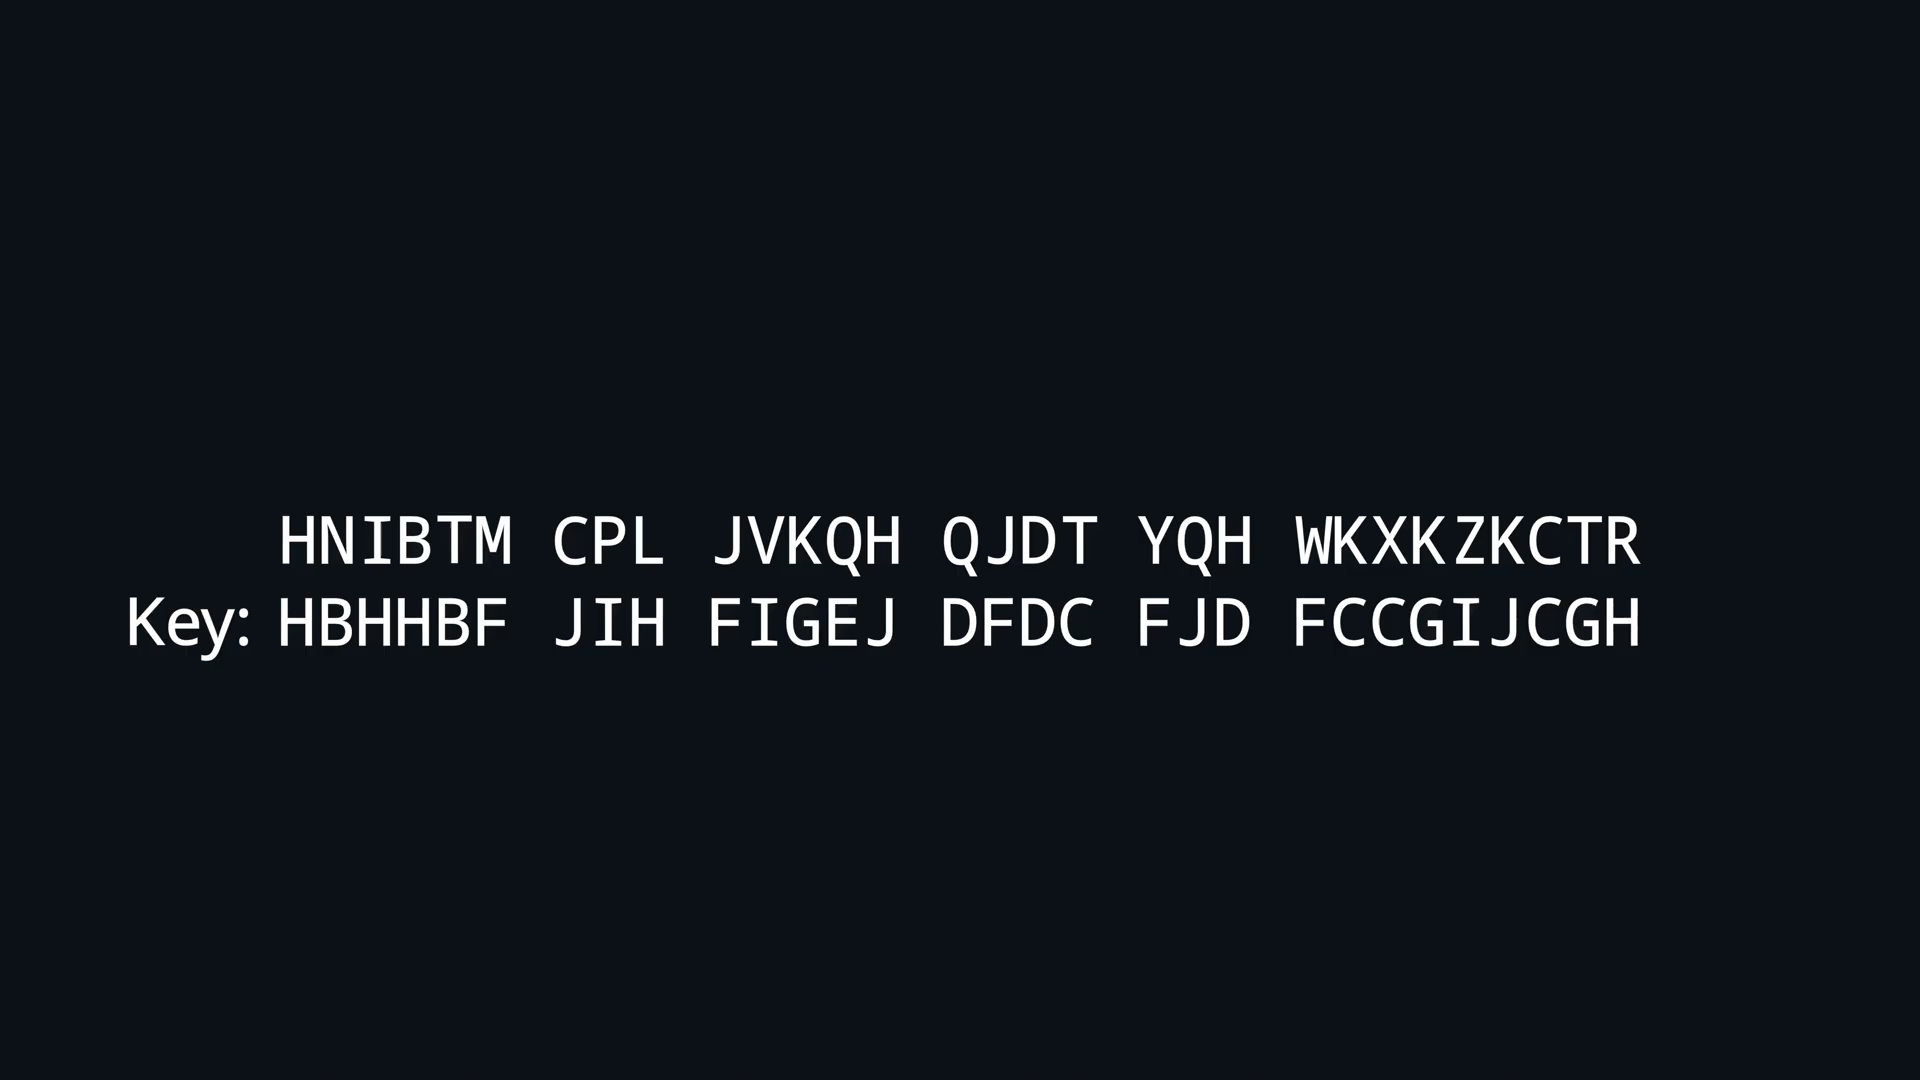 HNIBTM CPL JVKQH QJDT YQH WKXKZKCTR
Key: HBHHBF JIH FIGEJ DFDC FJD FCCGIJCGH